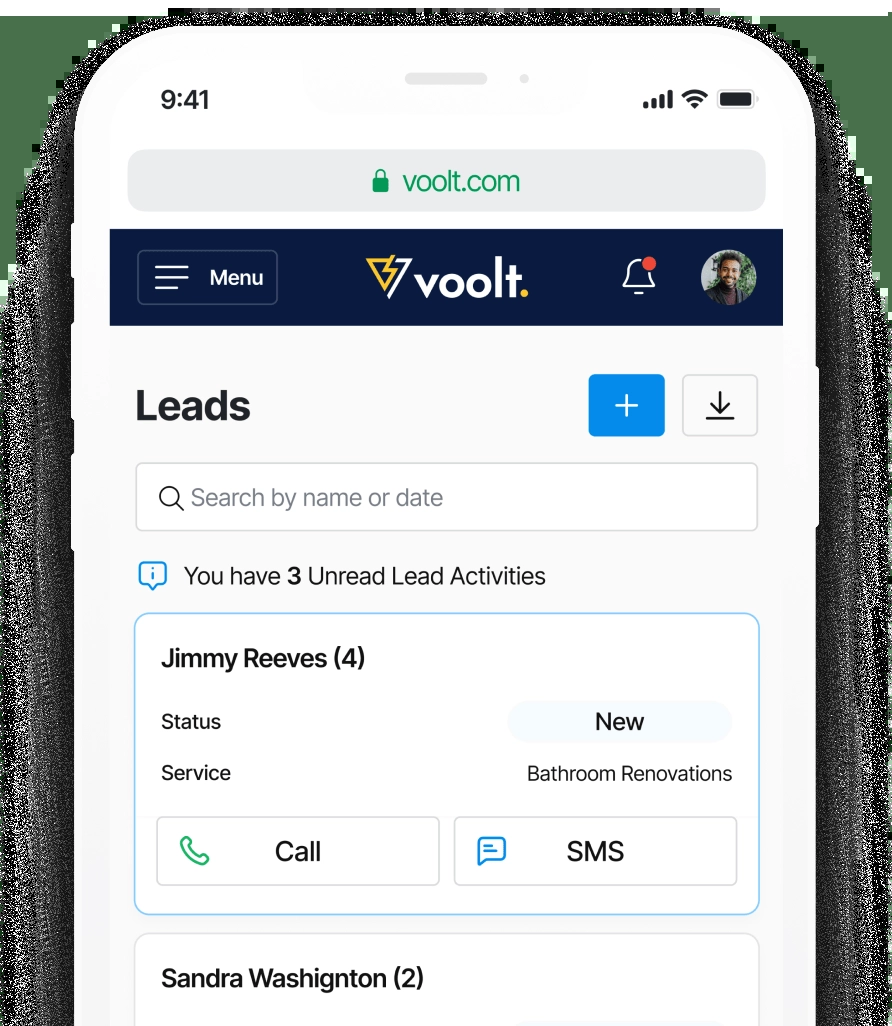 9:41
voolt.com
Menu
voolt.
Leads
Search by name or date
You have 3 Unread Lead Activities
Jimmy Reeves (4)
Status New
Service Bathroom Renovations
Call SMS
Sandra Washignton (2)